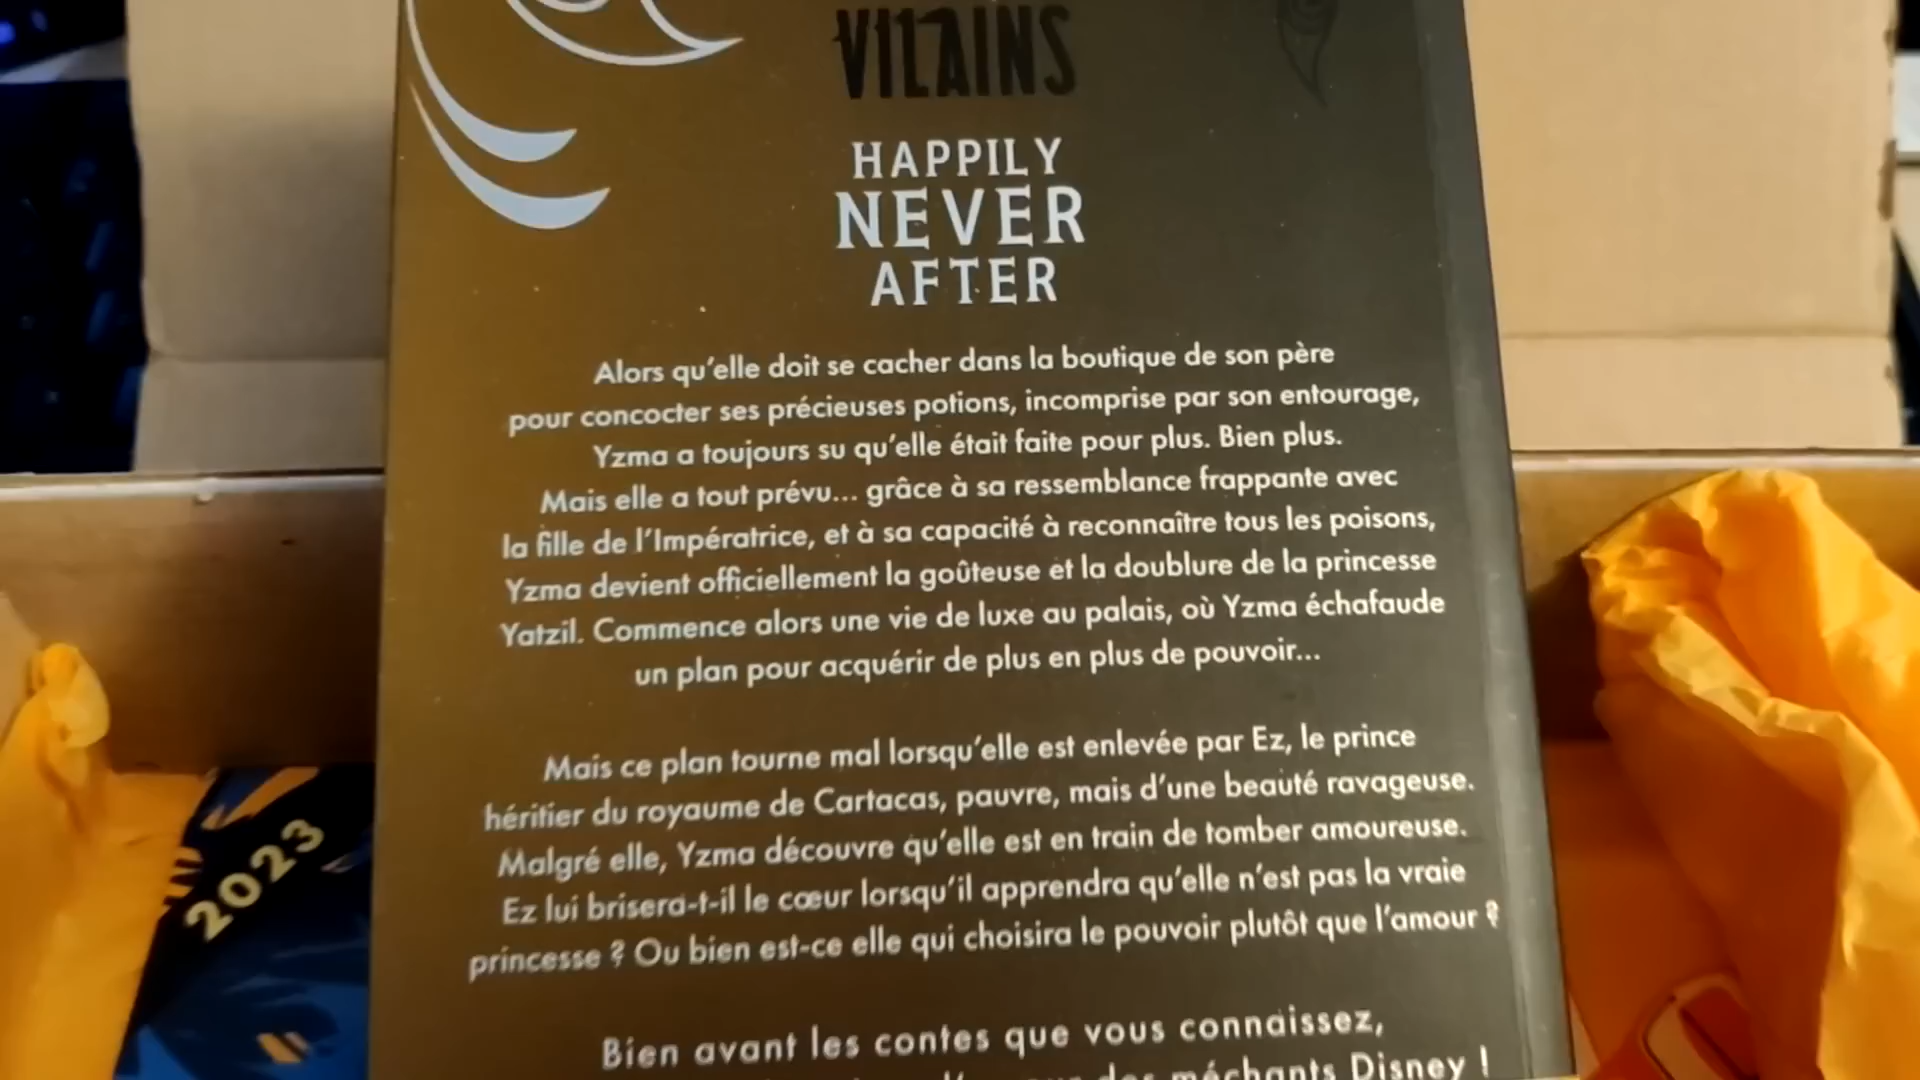 VILAINS
HAPPILY
NEVER
AFTER
Alors qu'elle doit se cacher dans la boutique de son père
pour concocter ses précieuses potions, incomprise par son entourage,
Yzma a toujours su qu'elle était faite pour plus. Bien plus.
Mais elle a tout prévu... grâce à sa ressemblance frappante avec
la fille de l'Impératrice, et à sa capacité à reconnaître tous les poisons,
Yzma devient officiellement la goûteuse et la doublure de la princesse
Yatzil. Commence alors une vie de luxe au palais, où Yzma échafaude
un plan pour acquérir de plus en plus de pouvoir...
Mais ce plan tourne mal lorsqu'elle est enlevée par Ez, le prince
héritier du royaume de Cartacas, pauvre, mais d'une beauté ravageuse.
Malgré elle, Yzma découvre qu'elle est en train de tomber amoureuse.
Ez lui brisera-t-il le cœur lorsqu'il apprendra qu'elle n'est pas la vraie
princesse ? Ou bien est-ce elle qui choisira le pouvoir plutôt que l'amour ?
Bien avant les contes que vous connaissez,
méchants Disney !
2023